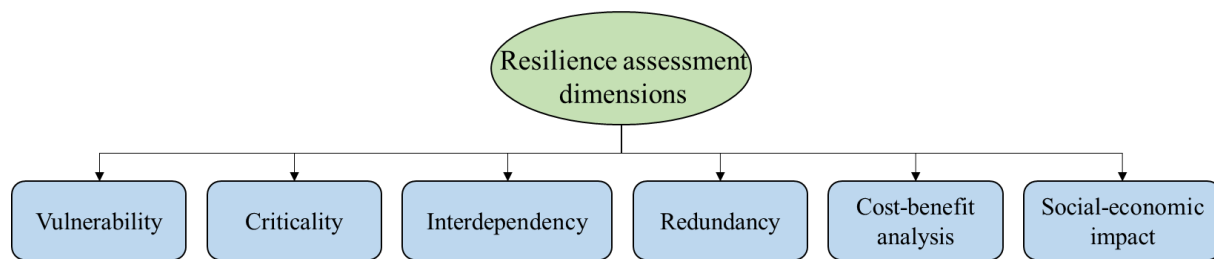 Resilience assessment
dimensions
Vulnerability
Criticality
Interdependency
Redundancy
Cost-benefit
analysis
Social-economic
impact